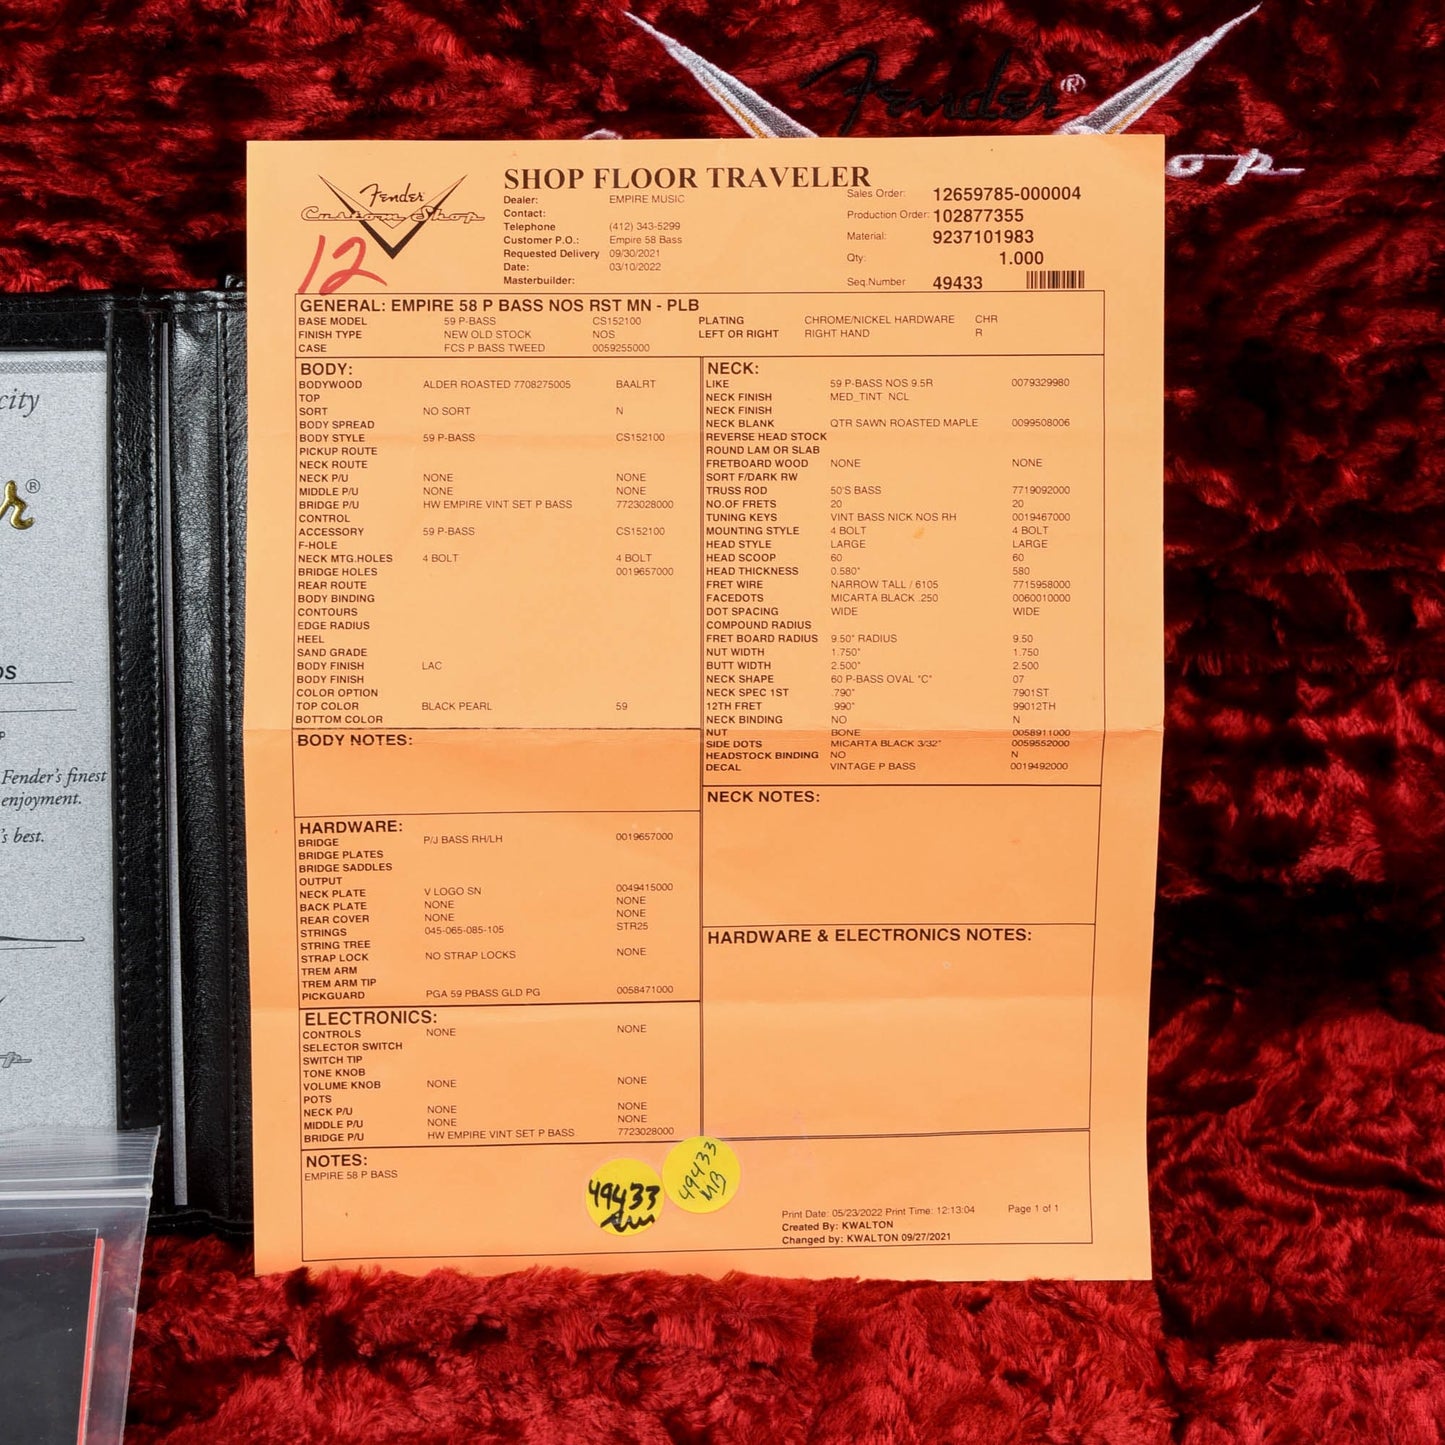 Fender®
op
city
r®
OS
P
Fender's finest
enjoyment.
's best.
Fender
Custom Shop
12
SHOP FLOOR TRAVELER
Dealer: EMPIRE MUSIC
Contact:
Telephone (412) 343-5299
Customer P.O.: Empire 58 Bass
Requested Delivery 09/30/2021
Date: 03/10/2022
Masterbuilder:
Sales Order: 12659785-000004
Production Order: 102877355
Material: 9237101983
Qty: 1.000
Seq.Number 49433
GENERAL: EMPIRE 58 P BASS NOS RST MN - PLB
BASE MODEL 59 P-BASS CS152100 PLATING CHROME/NICKEL HARDWARE CHR
FINISH TYPE NEW OLD STOCK NOS LEFT OR RIGHT RIGHT HAND R
CASE FCS P BASS TWEED 0059255000
BODY:
BODYWOOD ALDER ROASTED 7708275005 BAALRT
TOP
SORT NO SORT N
BODY SPREAD
BODY STYLE 59 P-BASS CS152100
PICKUP ROUTE
NECK ROUTE
NECK P/U NONE NONE
MIDDLE P/U NONE NONE
BRIDGE P/U HW EMPIRE VINT SET P BASS 7723028000
CONTROL
ACCESSORY 59 P-BASS CS152100
F-HOLE
NECK MTG.HOLES 4 BOLT 4 BOLT
BRIDGE HOLES 0019657000
REAR ROUTE
BODY BINDING
CONTOURS
EDGE RADIUS
HEEL
SAND GRADE
BODY FINISH LAC
BODY FINISH
COLOR OPTION
TOP COLOR BLACK PEARL 59
BOTTOM COLOR
BODY NOTES:
HARDWARE:
BRIDGE P/J BASS RH/LH 0019657000
BRIDGE PLATES
BRIDGE SADDLES
OUTPUT
NECK PLATE V LOGO SN 0049415000
BACK PLATE NONE NONE
REAR COVER NONE NONE
STRINGS 045-065-085-105 STR25
STRING TREE
STRAP LOCK NO STRAP LOCKS NONE
TREM ARM
TREM ARM TIP
PICKGUARD PGA 59 PBASS GLD PG 0058471000
ELECTRONICS:
CONTROLS NONE NONE
SELECTOR SWITCH
SWITCH TIP
TONE KNOB
VOLUME KNOB NONE NONE
POTS
NECK P/U NONE NONE
MIDDLE P/U NONE NONE
BRIDGE P/U HW EMPIRE VINT SET P BASS 7723028000
NECK:
LIKE 59 P-BASS NOS 9.5R 0079329980
NECK FINISH MED_TINT NCL
NECK FINISH
NECK BLANK QTR SAWN ROASTED MAPLE 0099508006
REVERSE HEAD STOCK
ROUND LAM OR SLAB
FRETBOARD WOOD NONE NONE
SORT F/DARK RW
TRUSS ROD 50'S BASS 7719092000
NO.OF FRETS 20 20
TUNING KEYS VINT BASS NICK NOS RH 0019467000
MOUNTING STYLE 4 BOLT 4 BOLT
HEAD STYLE LARGE LARGE
HEAD SCOOP 60 60
HEAD THICKNESS 0.580" 580
FRET WIRE NARROW TALL / 6105 7715958000
FACEDOTS MICARTA BLACK .250 0060010000
DOT SPACING WIDE WIDE
COMPOUND RADIUS
FRET BOARD RADIUS 9.50" RADIUS 9.50
NUT WIDTH 1.750" 1.750
BUTT WIDTH 2.500" 2.500
NECK SHAPE 60 P-BASS OVAL "C" 07
NECK SPEC 1ST .790" 7901ST
12TH FRET .990" 99012TH
NECK BINDING NO N
NUT BONE 0058911000
SIDE DOTS MICARTA BLACK 3/32" 0059552000
HEADSTOCK BINDING NO N
DECAL VINTAGE P BASS 0019492000
NECK NOTES:
HARDWARE & ELECTRONICS NOTES:
NOTES:
EMPIRE 58 P BASS
49433
49433
MB
Print Date: 05/23/2022 Print Time: 12:13:04 Page 1 of 1
Created By: KWALTON
Changed by: KWALTON 09/27/2021